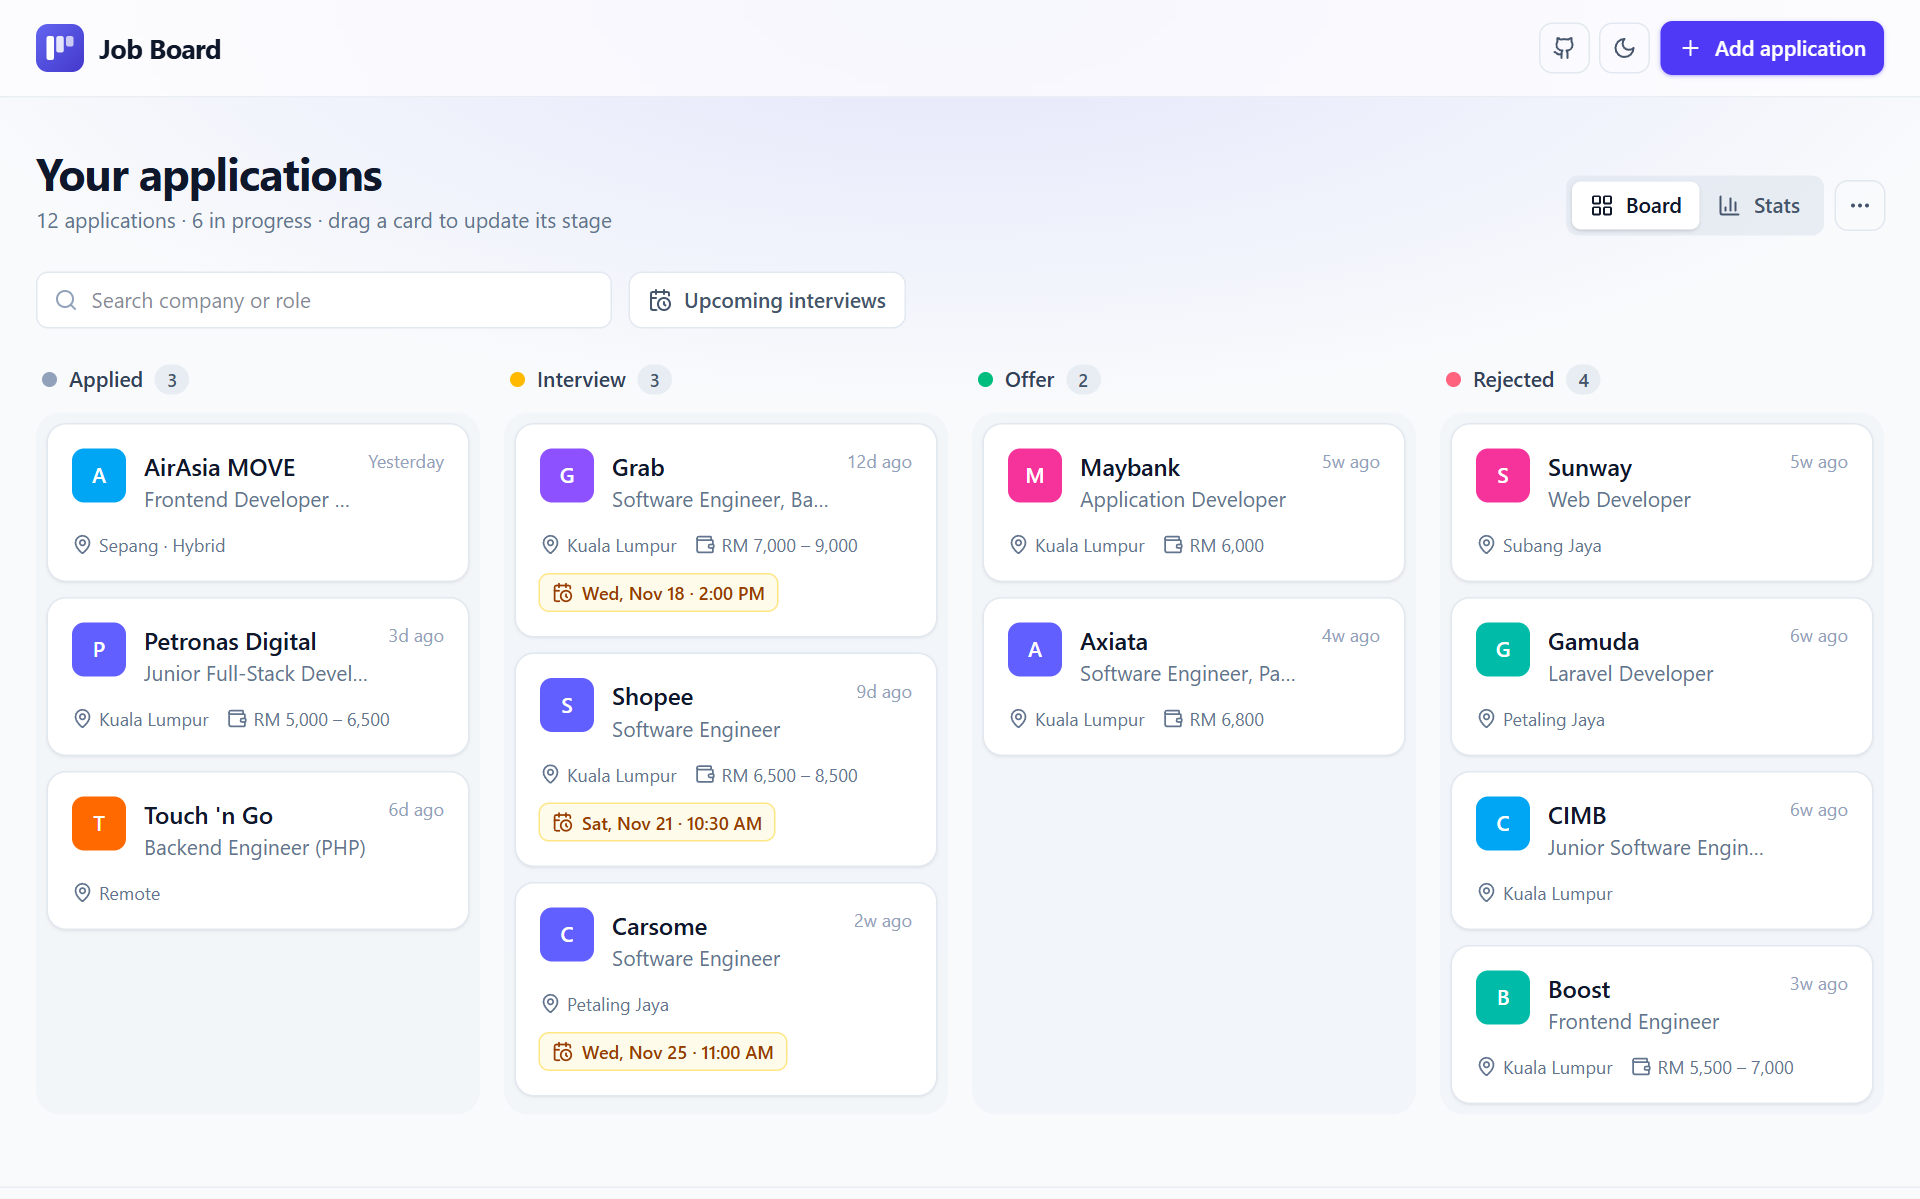 Job Board
Add application
Your applications
12 applications · 6 in progress · drag a card to update its stage
Board
Stats
Search company or role
Upcoming interviews
Applied 3
A
AirAsia MOVE
Yesterday
Frontend Developer ...
Sepang · Hybrid
P
Petronas Digital
3d ago
Junior Full-Stack Devel...
Kuala Lumpur
RM 5,000 – 6,500
T
Touch 'n Go
6d ago
Backend Engineer (PHP)
Remote
Interview 3
G
Grab
12d ago
Software Engineer, Ba...
Kuala Lumpur
RM 7,000 – 9,000
Wed, Nov 18 · 2:00 PM
S
Shopee
9d ago
Software Engineer
Kuala Lumpur
RM 6,500 – 8,500
Sat, Nov 21 · 10:30 AM
C
Carsome
2w ago
Software Engineer
Petaling Jaya
Wed, Nov 25 · 11:00 AM
Offer 2
M
Maybank
5w ago
Application Developer
Kuala Lumpur
RM 6,000
A
Axiata
4w ago
Software Engineer, Pa...
Kuala Lumpur
RM 6,800
Rejected 4
S
Sunway
5w ago
Web Developer
Subang Jaya
G
Gamuda
6w ago
Laravel Developer
Petaling Jaya
C
CIMB
6w ago
Junior Software Engin...
Kuala Lumpur
B
Boost
3w ago
Frontend Engineer
Kuala Lumpur
RM 5,500 – 7,000